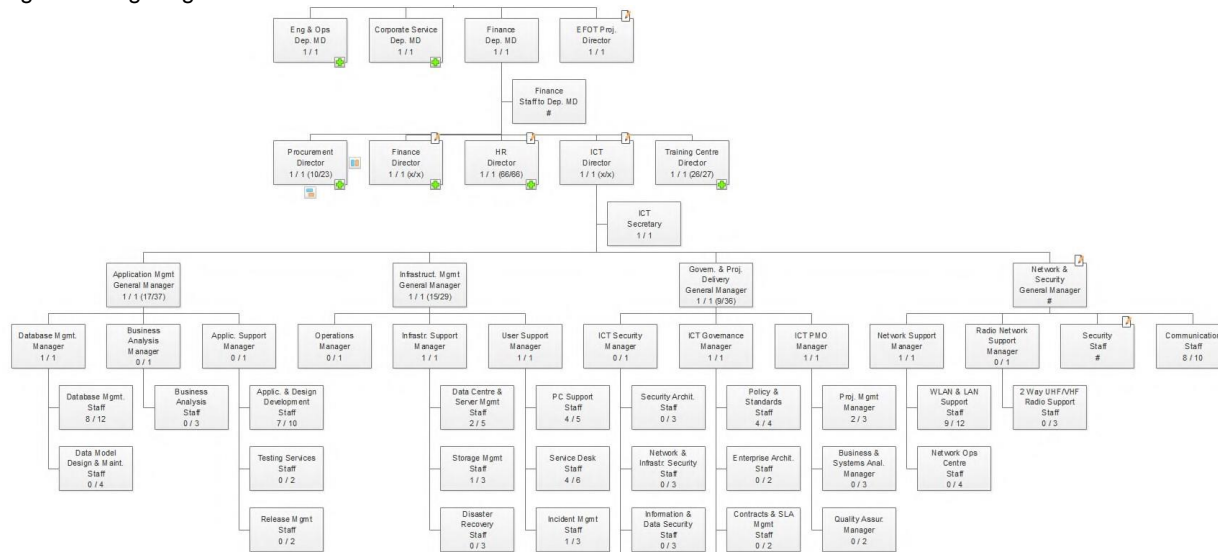 Eng & Ops
Dep. MD
1 / 1
Corporate Service
Dep. MD
1 / 1
Finance
Dep. MD
1 / 1
EFOT Proj.
Director
1 / 1
Finance
Staff to Dep. MD
#
Procurement
Director
1 / 1 (10/23)
Finance
Director
1 / 1 (x/x)
HR
Director
1 / 1 (66/66)
ICT
Director
1 / 1 (x/x)
Training Centre
Director
1 / 1 (26/27)
ICT
Secretary
1 / 1
Application Mgmt
General Manager
1 / 1 (17/37)
Infrastruct. Mgmt
General Manager
1 / 1 (15/29)
Govern. & Proj.
Delivery
General Manager
1 / 1 (9/36)
Network &
Security
General Manager
#
Database Mgmt.
Manager
1 / 1
Business
Analysis
Manager
0 / 1
Applic. Support
Manager
0 / 1
Operations
Manager
0 / 1
Infrastr. Support
Manager
1 / 1
User Support
Manager
1 / 1
ICT Security
Manager
0 / 1
ICT Governance
Manager
1 / 1
ICT PMO
Manager
1 / 1
Network Support
Manager
1 / 1
Radio Network
Support
Manager
0 / 1
Security
Staff
#
Communication
Staff
8 / 10
Database Mgmt.
Staff
8 / 12
Business
Analysis
Staff
0 / 3
Applic. & Design
Development
Staff
7 / 10
Data Centre &
Server Mgmt
Staff
2 / 5
PC Support
Staff
4 / 5
Security Archit.
Staff
0 / 3
Policy &
Standards
Staff
4 / 4
Proj. Mgmt
Manager
2 / 3
WLAN & LAN
Support
Staff
9 / 12
2 Way UHF/VHF
Radio Support
Staff
0 / 3
Data Model
Design & Maint.
Staff
0 / 4
Testing Services
Staff
0 / 2
Storage Mgmt
Staff
1 / 3
Service Desk
Staff
4 / 6
Network &
Infrastr. Security
Staff
0 / 3
Enterprise Archit.
Staff
0 / 2
Business &
Systems Anal.
Manager
0 / 3
Network Ops
Centre
Staff
0 / 4
Release Mgmt
Staff
0 / 2
Disaster
Recovery
Staff
0 / 3
Incident Mgmt
Staff
1 / 3
Information &
Data Security
Staff
0 / 3
Contracts & SLA
Mgmt
Staff
0 / 2
Quality Assur.
Manager
0 / 2